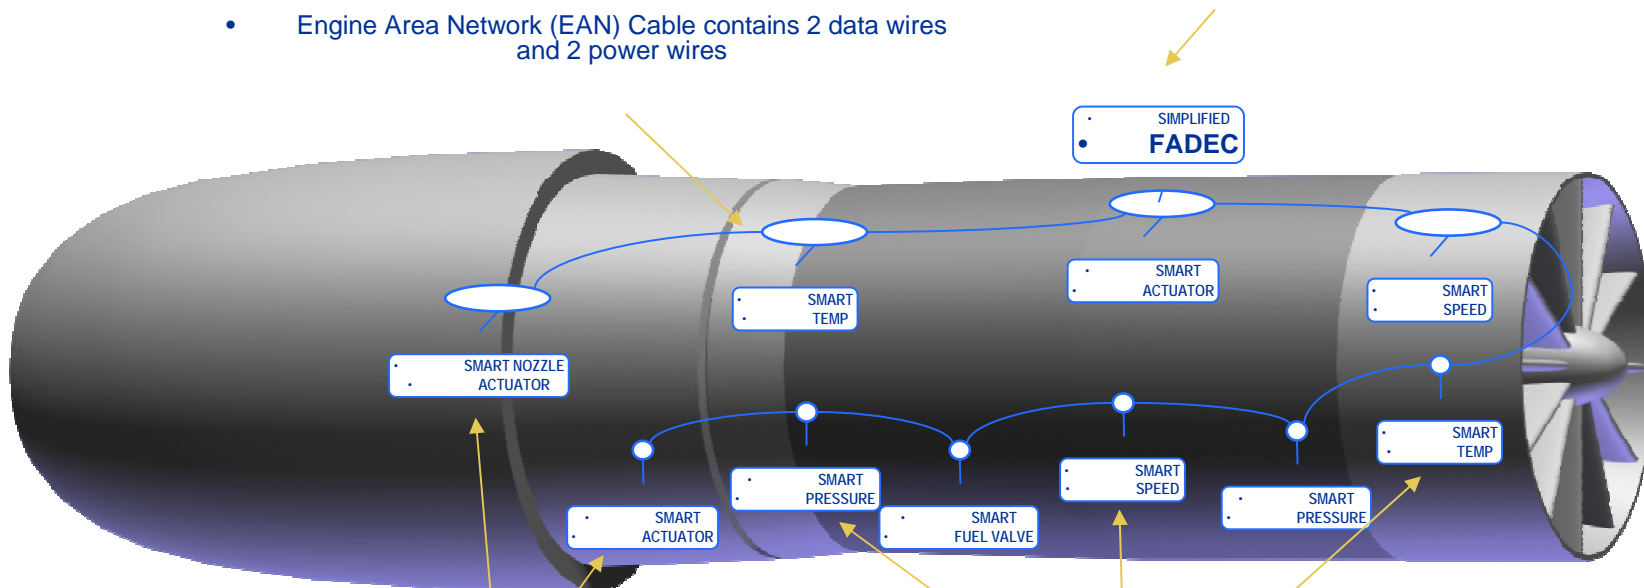 • Engine Area Network (EAN) Cable contains 2 data wires
and 2 power wires
• SIMPLIFIED
• FADEC
• SMART
• ACTUATOR
• SMART
• SPEED
• SMART
• TEMP
• SMART NOZZLE
• ACTUATOR
• SMART
• TEMP
• SMART
• SPEED
• SMART
• PRESSURE
• SMART
• PRESSURE
• SMART
• FUEL VALVE
• SMART
• ACTUATOR